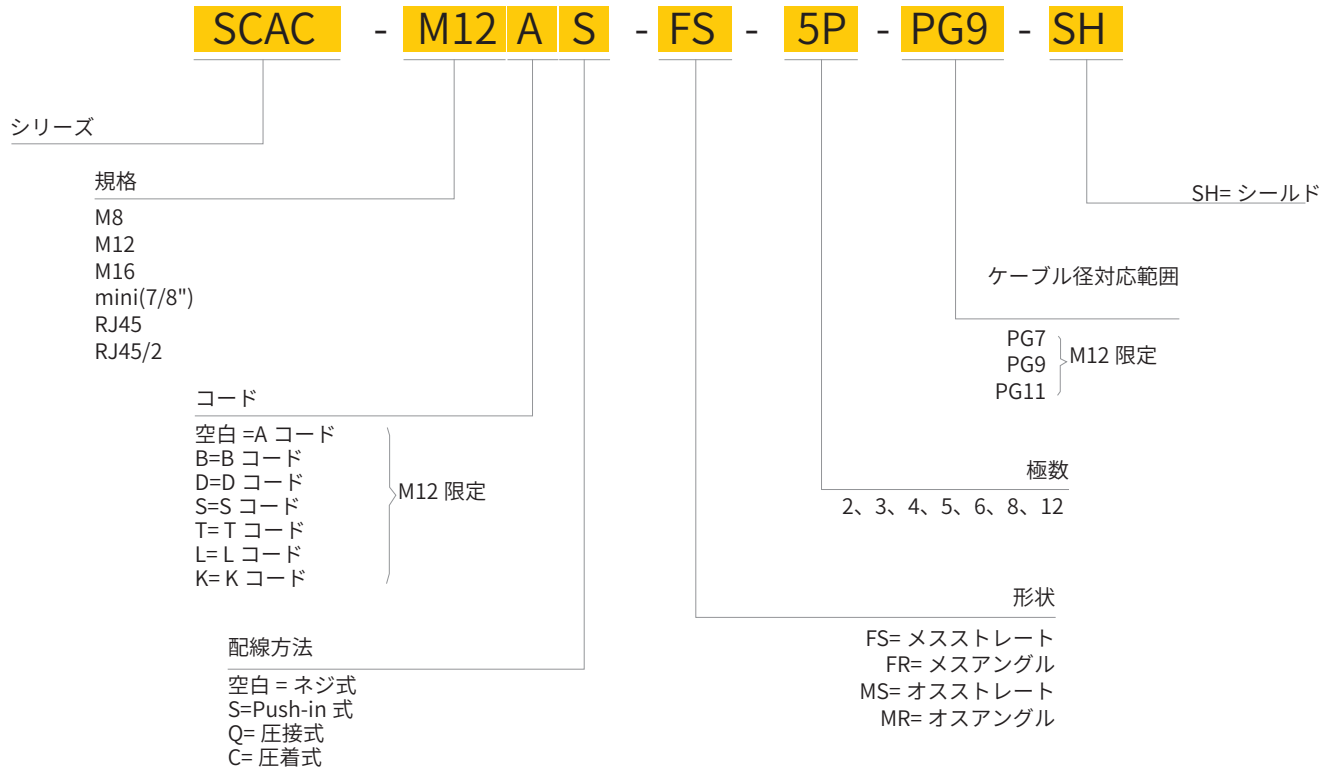 SCAC - M12 A S - FS - 5P - PG9 - SH
シリーズ
規格
M8
M12
M16
mini(7/8")
RJ45
RJ45/2
SH= シールド
ケーブル径対応範囲
PG7
PG9
PG11
M12 限定
コード
空白 =A コード
B=B コード
D=D コード
S=S コード
T= T コード
L= L コード
K= K コード
M12 限定
極数
2、3、4、5、6、8、12
形状
FS= メスストレート
FR= メスアングル
MS= オスストレート
MR= オスアングル
配線方法
空白 = ネジ式
S=Push-in 式
Q= 圧接式
C= 圧着式